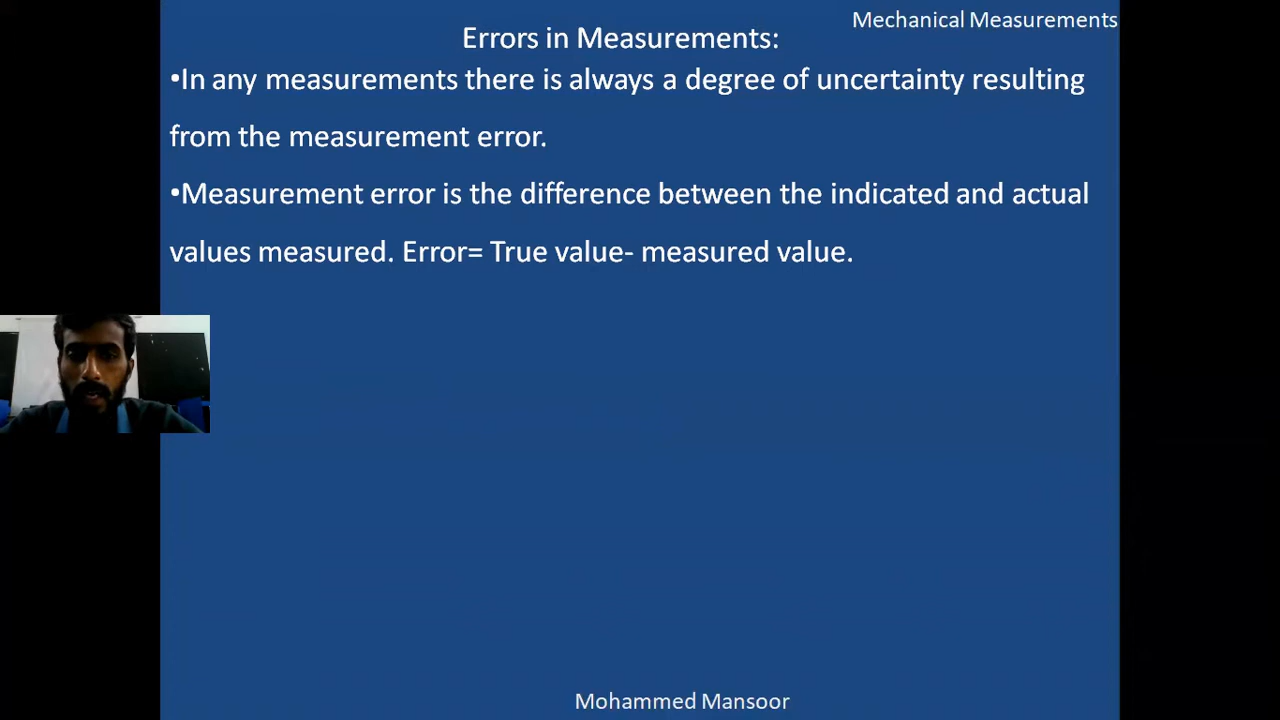 Mechanical Measurements
Errors in Measurements:
•In any measurements there is always a degree of uncertainty resulting
from the measurement error.
•Measurement error is the difference between the indicated and actual
values measured. Error= True value- measured value.
Mohammed Mansoor